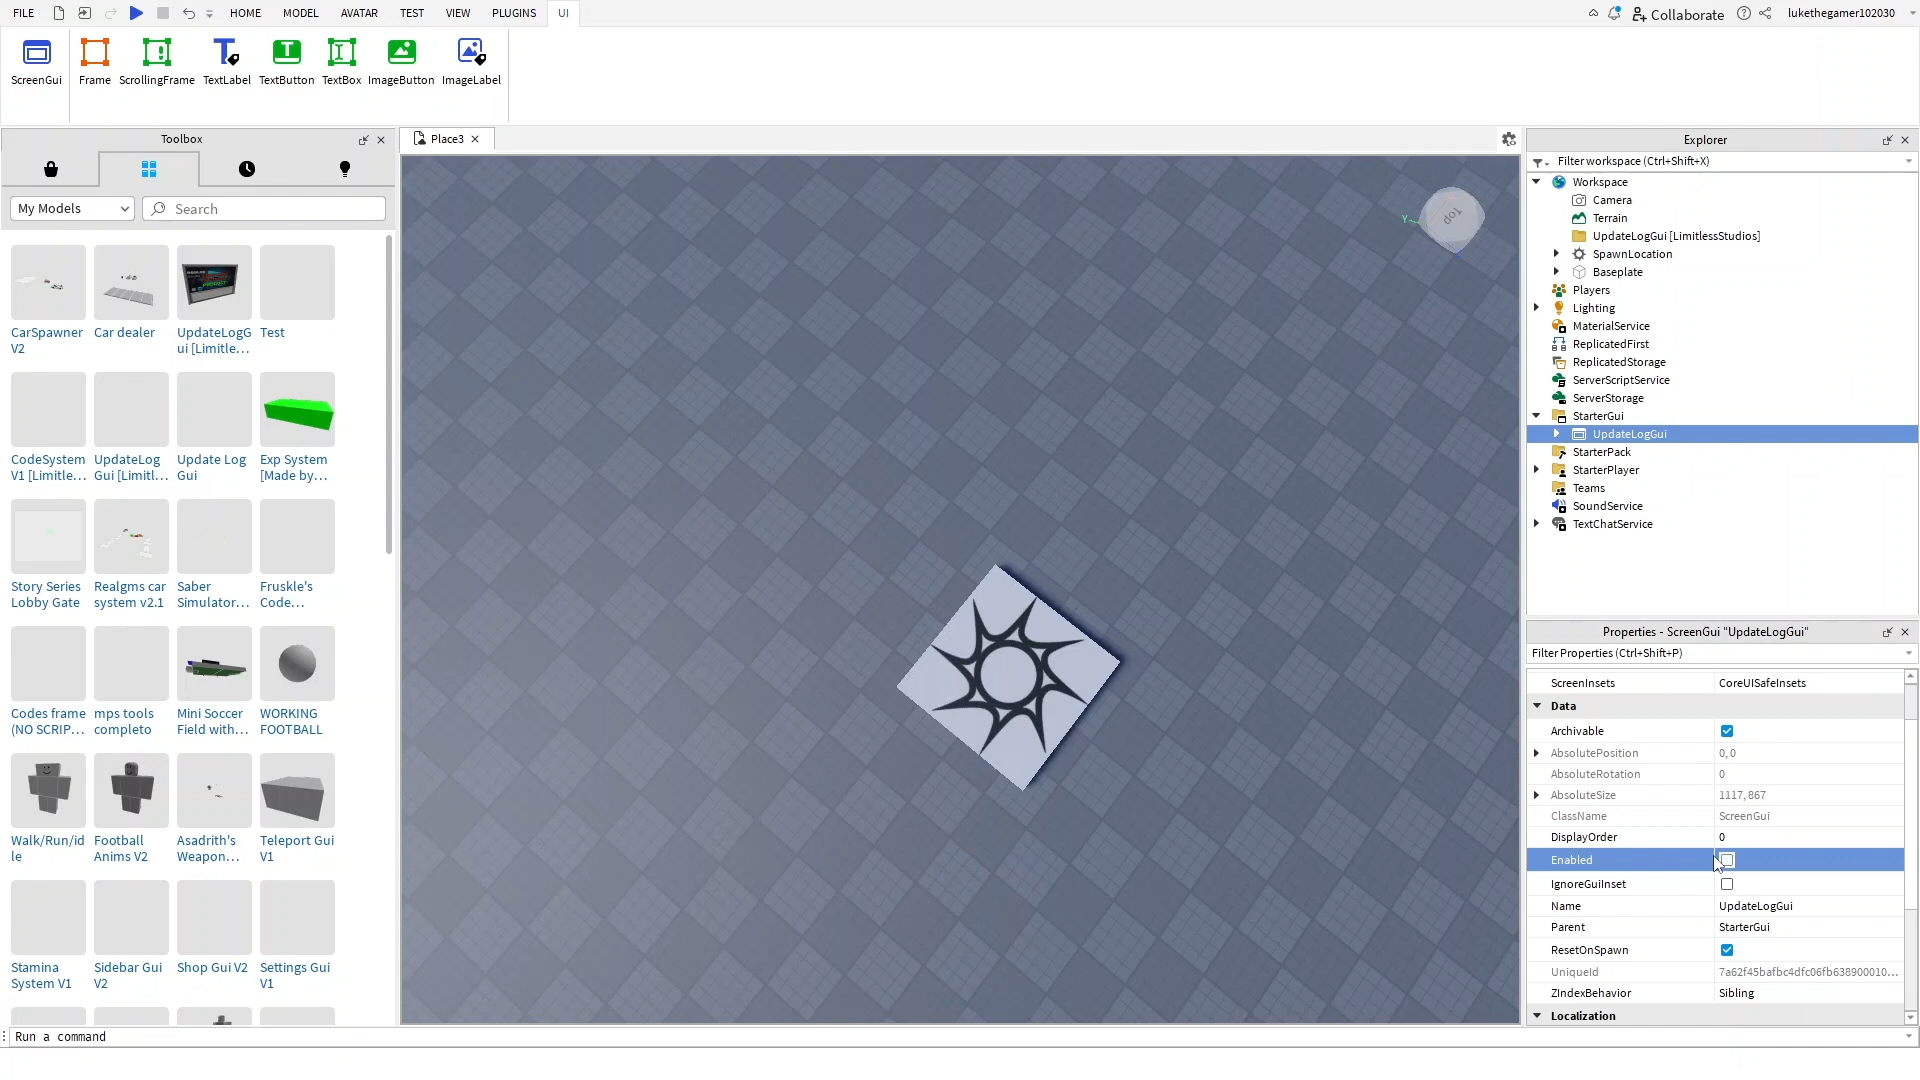 FILE HOME MODEL AVATAR TEST VIEW PLUGINS UI Collaborate lukethegamer102030
ScreenGui Frame ScrollingFrame TextLabel TextButton TextBox ImageButton ImageLabel
Toolbox
My Models Search
CarSpawner V2
Car dealer
UpdateLogG
ui [Limitle...
Test
CodeSystem
V1 [Limitle...
UpdateLog
Gui [Limitl...
Update Log
Gui
Exp System
[Made by...
Story Series
Lobby Gate
Realgms car
system v2.1
Saber
Simulator...
Fruskle's
Code...
Codes frame
(NO SCRIP...
mps tools
completo
Mini Soccer
Field with...
WORKING
FOOTBALL
Walk/Run/id
le
Football
Anims V2
Asadrith's
Weapon...
Teleport Gui
V1
Stamina
System V1
Sidebar Gui
V2
Shop Gui V2
Settings Gui
V1
Place3
Top
Y
Explorer
Filter workspace (Ctrl+Shift+X)
Workspace
Camera
Terrain
UpdateLogGui [LimitlessStudios]
SpawnLocation
Baseplate
Players
Lighting
MaterialService
ReplicatedFirst
ReplicatedStorage
ServerScriptService
ServerStorage
StarterGui
UpdateLogGui
StarterPack
StarterPlayer
Teams
SoundService
TextChatService
Properties - ScreenGui "UpdateLogGui"
Filter Properties (Ctrl+Shift+P)
ScreenInsets CoreUISafeInsets
Data
Archivable
AbsolutePosition 0, 0
AbsoluteRotation 0
AbsoluteSize 1117, 867
ClassName ScreenGui
DisplayOrder 0
Enabled
IgnoreGuiInset
Name UpdateLogGui
Parent StarterGui
ResetOnSpawn
UniqueId 7a62f45bafbc4dfc06fb638900010...
ZIndexBehavior Sibling
Localization
Run a command